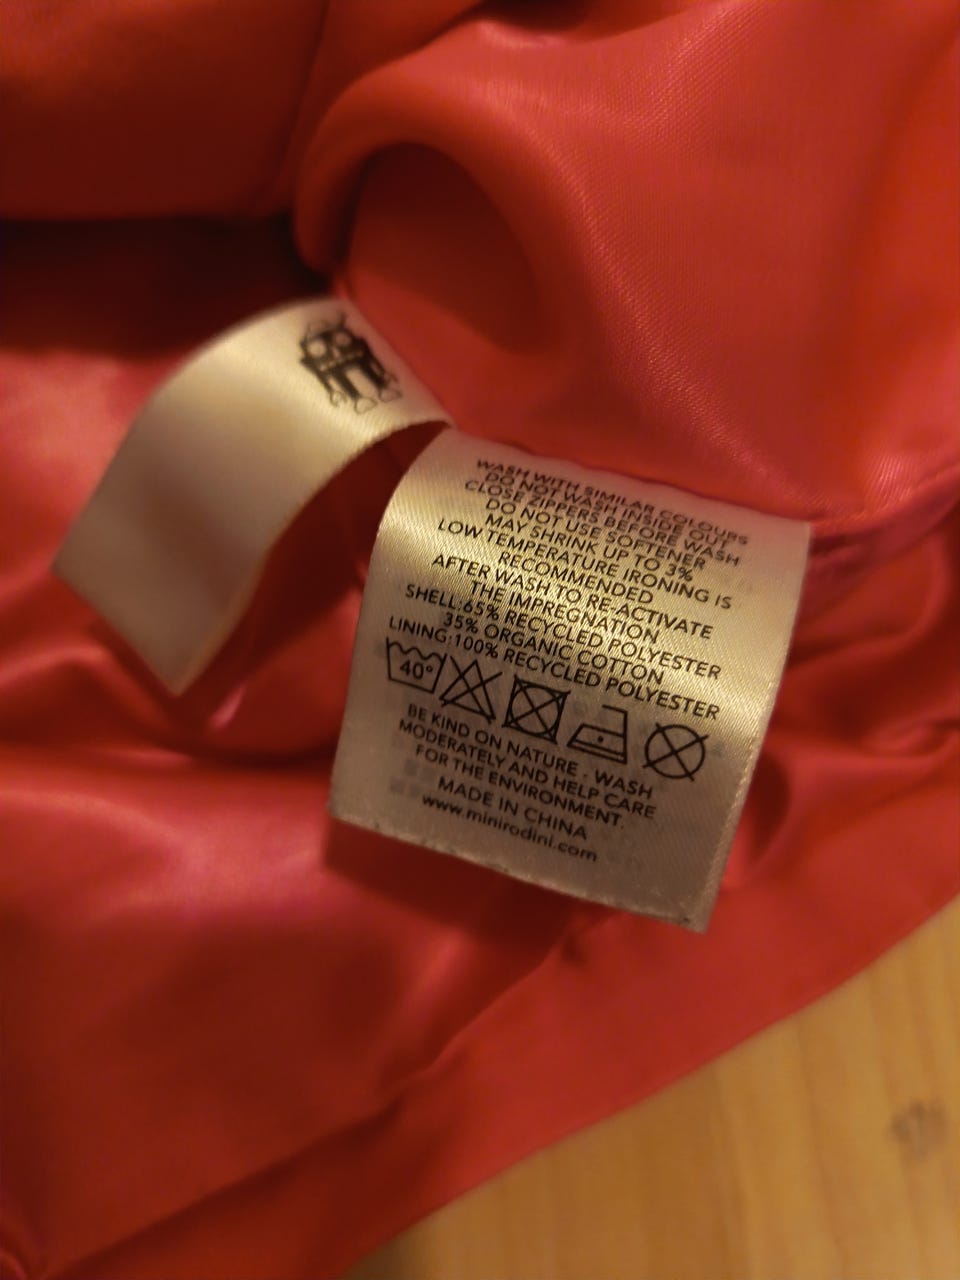 WASH WITH SIMILAR COLOURS
DO NOT WASH INSIDE OUT
CLOSE ZIPPERS BEFORE WASH
DO NOT USE SOFTENER
MAY SHRINK UP TO 3%
LOW TEMPERATURE IRONING IS
RECOMMENDED
AFTER WASH TO RE-ACTIVATE
THE IMPREGNATION
SHELL:65% RECYCLED POLYESTER
35% ORGANIC COTTON
LINING:100% RECYCLED POLYESTER
40°
BE KIND ON NATURE - WASH
MODERATELY AND HELP CARE
FOR THE ENVIRONMENT.
MADE IN CHINA
www.minirodini.com